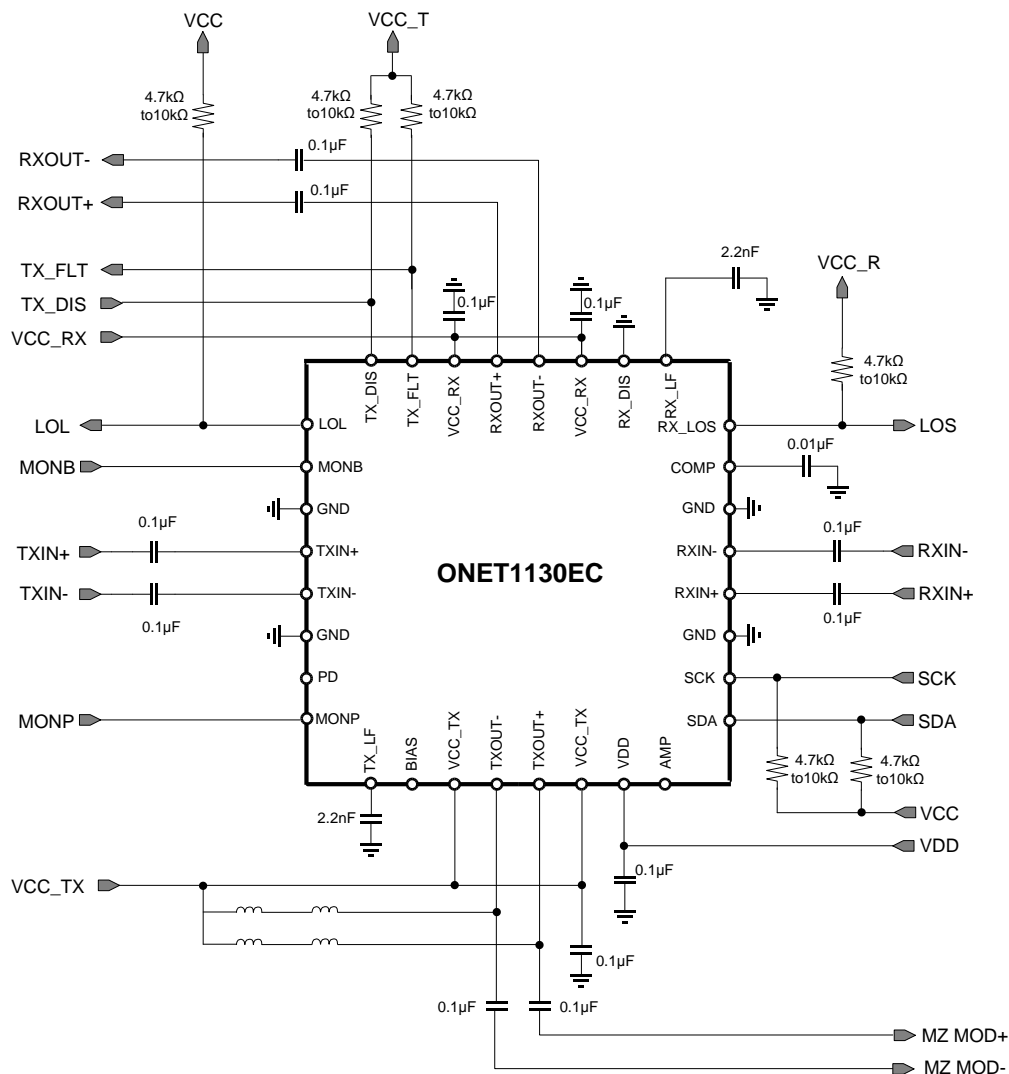 VCC
VCC_T
4.7kΩ
to10kΩ
4.7kΩ
to10kΩ
4.7kΩ
to10kΩ
0.1µF
RXOUT-
0.1µF
RXOUT+
2.2nF
VCC_R
TX_FLT
TX_DIS
0.1µF
0.1µF
VCC_RX
4.7kΩ
to10kΩ
TX_DIS
TX_FLT
VCC_RX
RXOUT+
RXOUT-
VCC_RX
RX_DIS
RX_LF
LOL
LOL
RX_LOS
LOS
MONB
MONB
COMP
0.01µF
GND
GND
0.1µF
0.1µF
TXIN+
TXIN+
ONET1130EC
RXIN-
RXIN-
TXIN-
TXIN-
RXIN+
RXIN+
0.1µF
0.1µF
GND
GND
PD
SCK
SCK
MONP
MONP
SDA
SDA
TX_LF
BIAS
VCC_TX
TXOUT-
TXOUT+
VCC_TX
VDD
AMP
4.7kΩ
to10kΩ
4.7kΩ
to10kΩ
2.2nF
VCC
VDD
0.1µF
VCC_TX
0.1µF
0.1µF
0.1µF
MZ MOD+
MZ MOD-